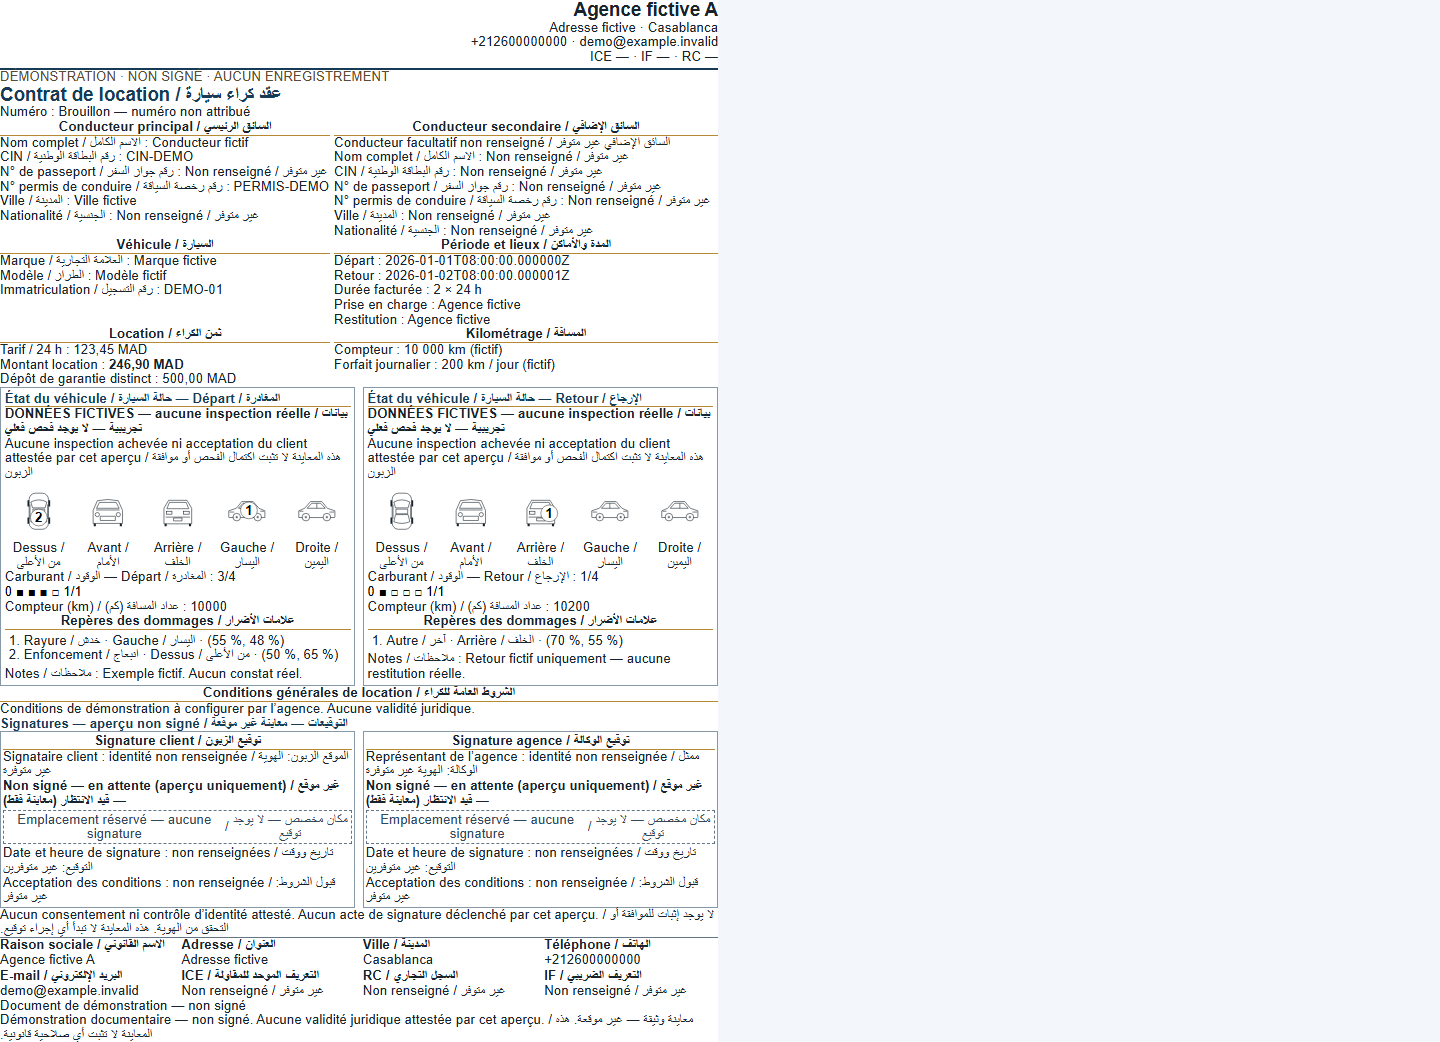 Agence fictive A
Adresse fictive · Casablanca
+212600000000 · demo@example.invalid
ICE — · IF — · RC —
DÉMONSTRATION · NON SIGNÉ · AUCUN ENREGISTREMENT
Contrat de location / عقد كراء سيارة
Numéro : Brouillon — numéro non attribué
Conducteur principal / السائق الرئيسي
Nom complet / الاسم الكامل : Conducteur fictif
CIN / رقم البطاقة الوطنية : CIN-DEMO
N° de passeport / رقم جواز السفر : Non renseigné / غير متوفر
N° permis de conduire / رقم رخصة السياقة : PERMIS-DEMO
Ville / المدينة : Ville fictive
Nationalité / الجنسية : Non renseigné / غير متوفر
Conducteur secondaire / السائق الإضافي
Conducteur facultatif non renseigné / السائق الإضافي غير متوفر
Nom complet / الاسم الكامل : Non renseigné / غير متوفر
CIN / رقم البطاقة الوطنية : Non renseigné / غير متوفر
N° de passeport / رقم جواز السفر : Non renseigné / غير متوفر
N° permis de conduire / رقم رخصة السياقة : Non renseigné / غير متوفر
Ville / المدينة : Non renseigné / غير متوفر
Nationalité / الجنسية : Non renseigné / غير متوفر
Véhicule / السيارة
Marque / العلامة التجارية : Marque fictive
Modèle / الطراز : Modèle fictif
Immatriculation / رقم التسجيل : DEMO-01
Période et lieux / المدة والأماكن
Départ : 2026-01-01T08:00:00.000000Z
Retour : 2026-01-02T08:00:00.000000Z
Durée facturée : 2 × 24 h
Prise en charge : Agence fictive
Restitution : Agence fictive
Location / ثمن الكراء
Tarif / 24 h : 123,45 MAD
Montant location : 246,90 MAD
Dépôt de garantie distinct : 500,00 MAD
Kilométrage / المسافة
Compteur : 10 000 km (fictif)
Forfait journalier : 200 km / jour (fictif)
État du véhicule / حالة السيارة — Départ / المغادرة
DONNÉES FICTIVES — aucune inspection réelle / بيانات
تجريبية — لا يوجد فحص فعلي
Aucune inspection achevée ni acceptation du client
attestée par cet aperçu / هذه المعاينة لا تثبت اكتمال الفحص أو موافقة
الزبون
2
1
Dessus /
من الأعلى
Avant /
الأمام
Arrière /
الخلف
Gauche /
اليسار
Droite /
اليمين
Carburant / الوقود — Départ / المغادرة : 3/4
0 ■ ■ ■ □ 1/1
Compteur (km) / عداد المسافة (كم) : 10000
Repères des dommages / علامات الأضرار
1. Rayure / خدش · Gauche / اليسار · (55 %, 48 %)
2. Enfoncement / انبعاج · Dessus / من الأعلى · (50 %, 65 %)
Notes / ملاحظات : Exemple fictif. Aucun constat réel.
État du véhicule / حالة السيارة — Retour / الإرجاع
DONNÉES FICTIVES — aucune inspection réelle / بيانات
تجريبية — لا يوجد فحص فعلي
Aucune inspection achevée ni acceptation du client
attestée par cet aperçu / هذه المعاينة لا تثبت اكتمال الفحص أو موافقة
الزبون
1
Dessus /
من الأعلى
Avant /
الأمام
Arrière /
الخلف
Gauche /
اليسار
Droite /
اليمين
Carburant / الوقود — Retour / الإرجاع : 1/4
0 ■ □ □ □ 1/1
Compteur (km) / عداد المسافة (كم) : 10200
Repères des dommages / علامات الأضرار
1. Autre / آخر · Arrière / الخلف · (70 %, 55 %)
Notes / ملاحظات : Retour fictif uniquement — aucune
restitution réelle.
Conditions générales de location / الشروط العامة للكراء
Conditions de démonstration à configurer par l’agence. Aucune validité juridique.
Signatures — aperçu non signé / التوقيعات — معاينة غير موقعة
Signature client / توقيع الزبون
Signataire client : identité non renseignée / الموقع الزبون: الهوية
غير متوفرة
Non signé — en attente (aperçu uniquement) / غير موقع
— قيد الانتظار (معاينة فقط)
Emplacement réservé — aucune
signature
/
مكان مخصص — لا يوجد
توقيع
Date et heure de signature : non renseignées / تاريخ ووقت
التوقيع: غير متوفرين
Acceptation des conditions : non renseignée / قبول الشروط:
غير متوفر
Signature agence / توقيع الوكالة
Représentant de l’agence : identité non renseignée / ممثل
الوكالة: الهوية غير متوفرة
Non signé — en attente (aperçu uniquement) / غير موقع
— قيد الانتظار (معاينة فقط)
Emplacement réservé — aucune
signature
/
مكان مخصص — لا يوجد
توقيع
Date et heure de signature : non renseignées / تاريخ ووقت
التوقيع: غير متوفرين
Acceptation des conditions : non renseignée / قبول الشروط:
غير متوفر
Aucun consentement ni contrôle d’identité attesté. Aucun acte de signature déclenché par cet aperçu. / لا يوجد إثبات للموافقة أو
التحقق من الهوية. هذه المعاينة لا تبدأ أي إجراء توقيع.
Raison sociale / الاسم القانوني
Agence fictive A
Adresse / العنوان
Adresse fictive
Ville / المدينة
Casablanca
Téléphone / الهاتف
+212600000000
E-mail / البريد الإلكتروني
demo@example.invalid
ICE / التعريف الموحد للمقاولة
Non renseigné / غير متوفر
RC / السجل التجاري
Non renseigné / غير متوفر
IF / التعريف الضريبي
Non renseigné / غير متوفر
Document de démonstration — non signé
Démonstration documentaire — non signé. Aucune validité juridique attestée par cet aperçu. / معاينة وثيقة — غير موقعة. هذه
المعاينة لا تثبت أي صلاحية قانونية.